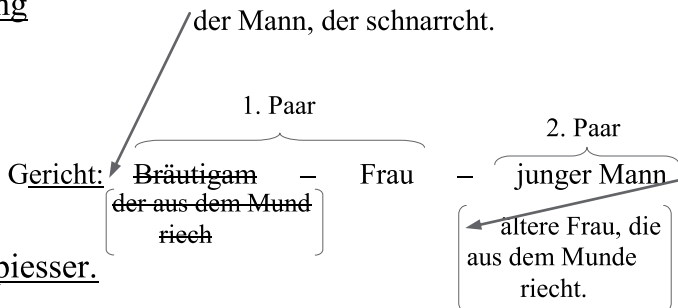 ng
der Mann, der schnarrcht.
1. Paar
2. Paar
Gericht: Bräutigam – Frau – junger Mann
der aus dem Mund
riech
ältere Frau, die
aus dem Munde
riecht.
piesser.